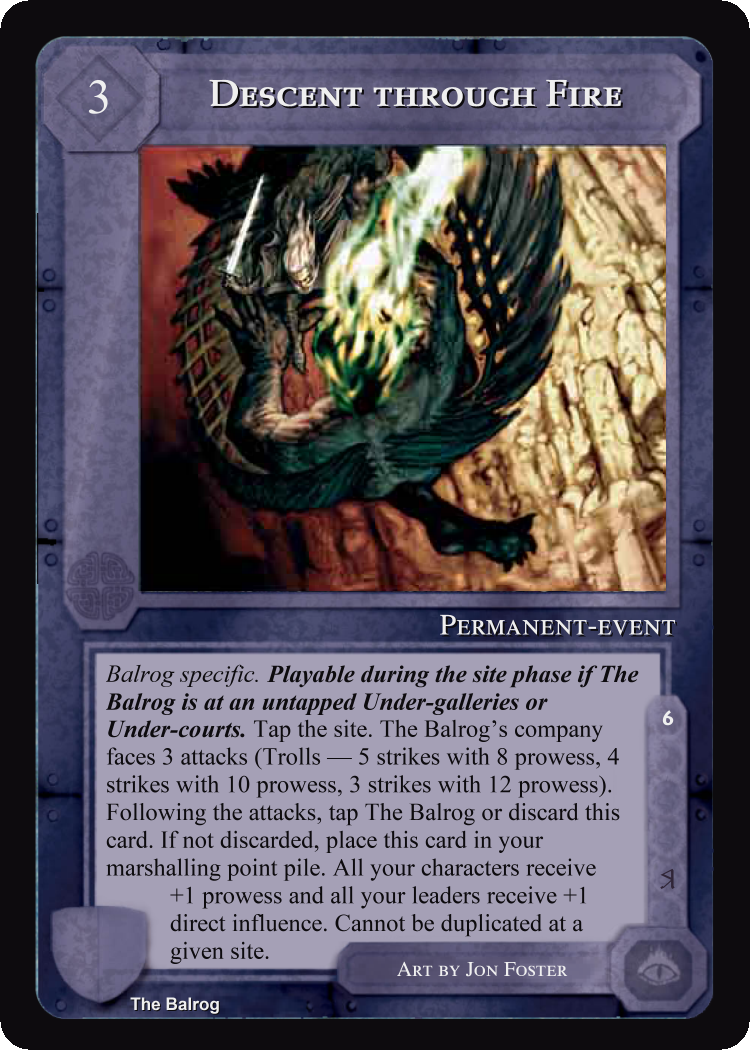 3
Descent through Fire
Permanent-event
Balrog specific. Playable during the site phase if The
Balrog is at an untapped Under-galleries or
Under-courts. Tap the site. The Balrog's company
faces 3 attacks (Trolls — 5 strikes with 8 prowess, 4
strikes with 10 prowess, 3 strikes with 12 prowess).
Following the attacks, tap The Balrog or discard this
card. If not discarded, place this card in your
marshalling point pile. All your characters receive
+1 prowess and all your leaders receive +1
direct influence. Cannot be duplicated at a
given site.
6
Art by Jon Foster
The Balrog